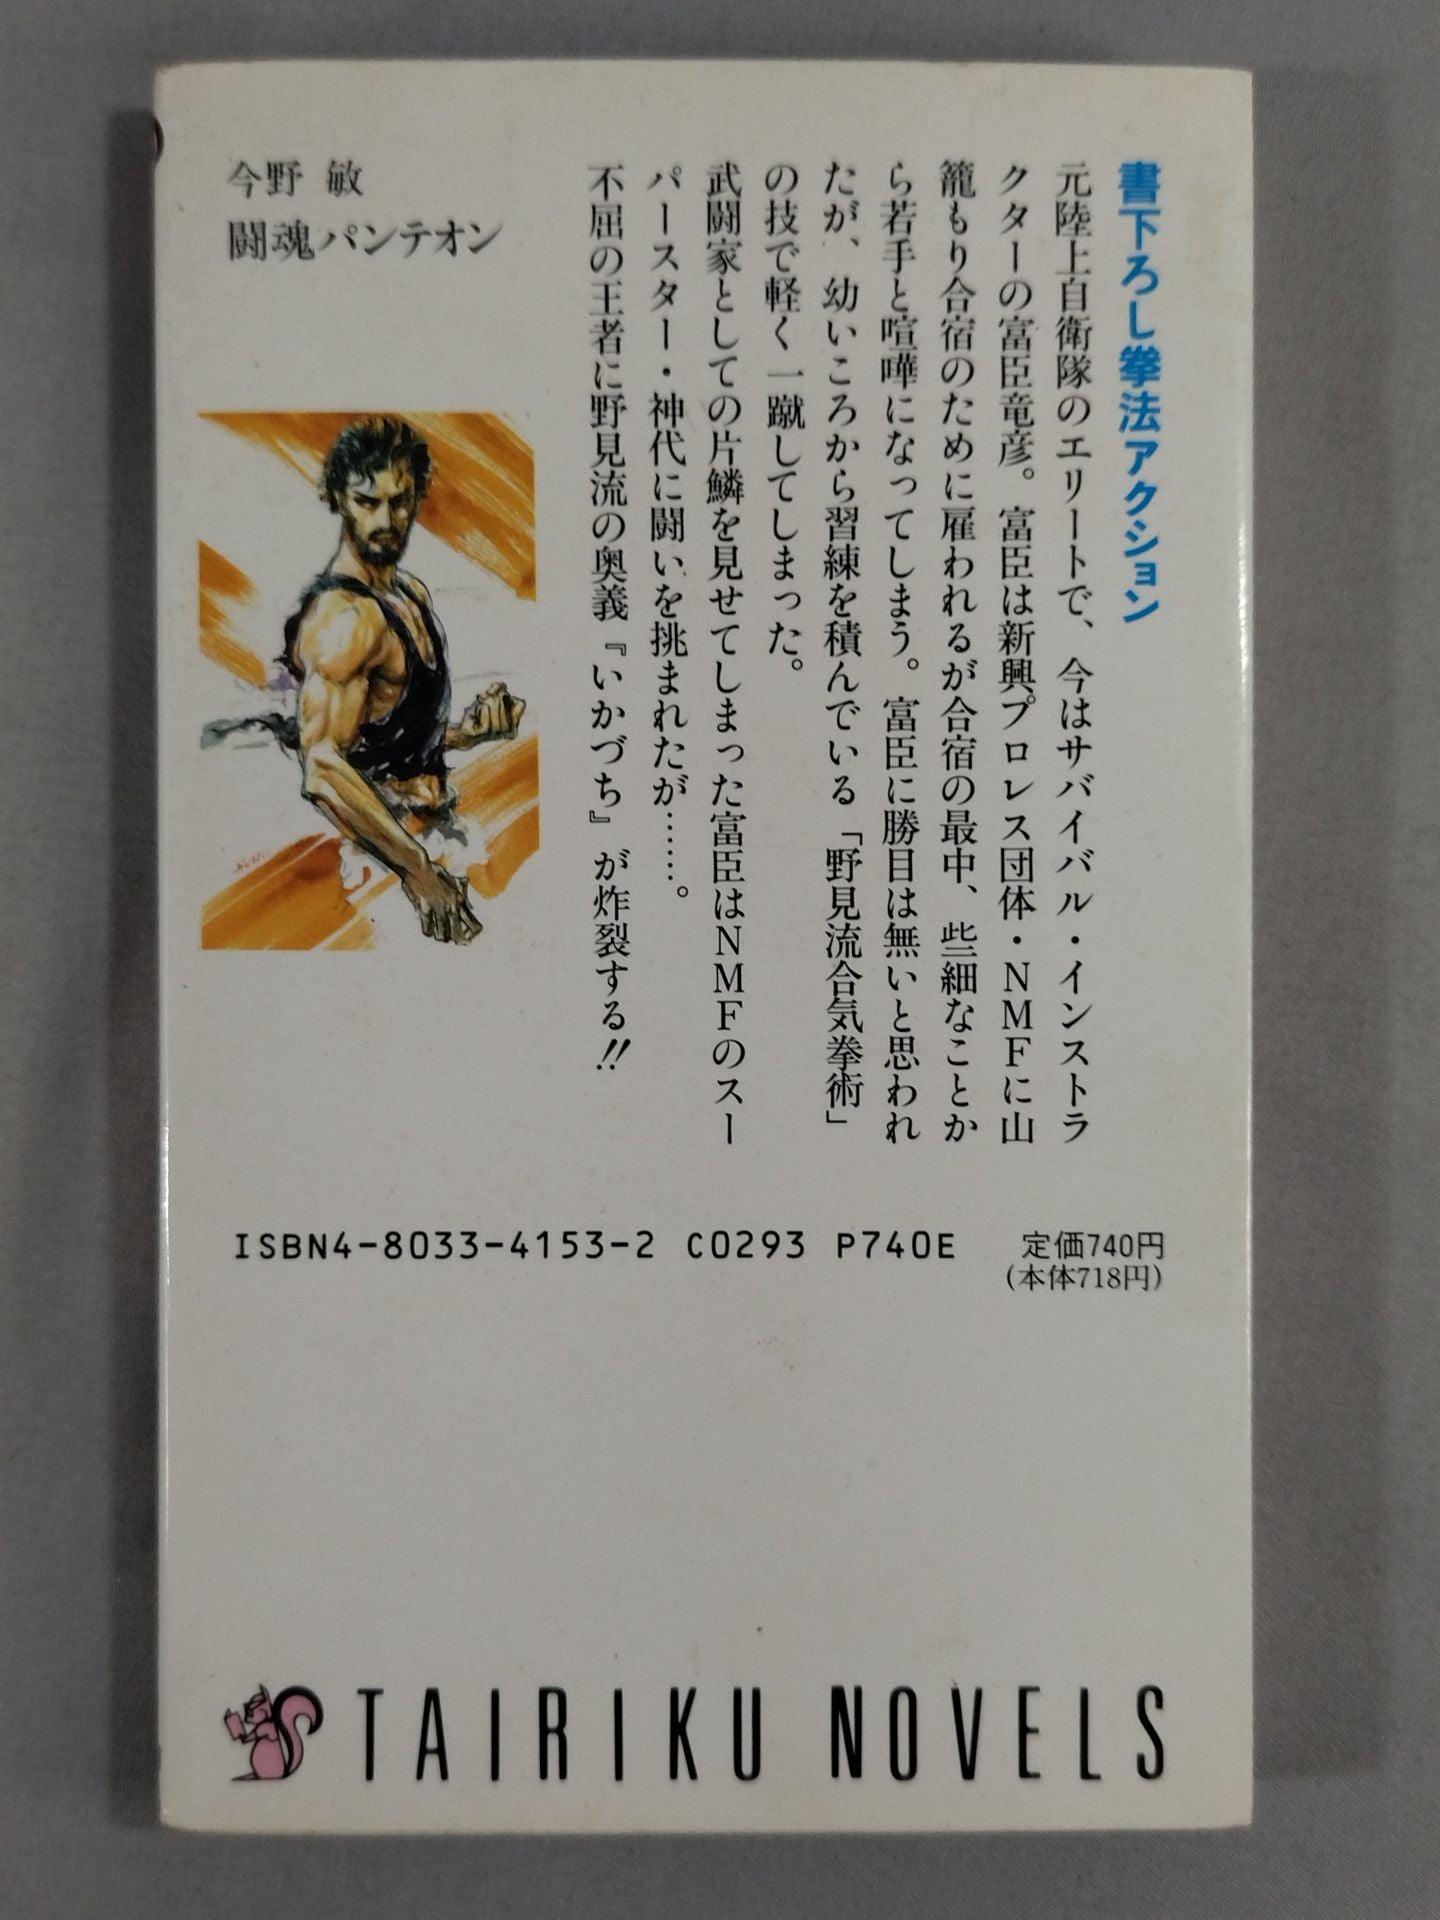 書下ろし拳法アクション
元陸上自衛隊のエリートで、今はサバイバル・インストラ
クターの富臣竜彦。富臣は新興プロレス団体・NMFに山
籠もり合宿のために雇われるが合宿の最中、些細なことか
ら若手と喧嘩になってしまう。富臣に勝目は無いと思われ
たが、幼いころから習練を積んでいる「野見流合気拳術」
の技で軽く一蹴してしまった。
武闘家としての片鱗を見せてしまった富臣はNMFのスー
パースター・神代に闘いを挑まれたが……。
不屈の王者に野見流の奥義『いかづち』が炸裂する!!
今野 敏
闘魂パンテオン
ISBN4-8033-4153-2 C0293 P740E
定価740円
(本体718円)
TAIRIKU NOVELS